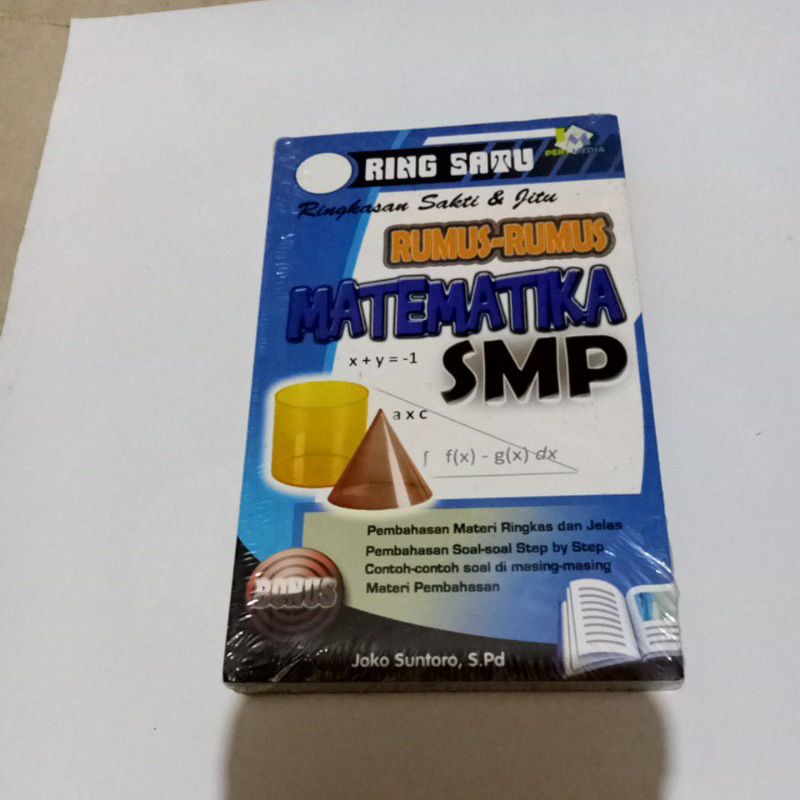 RING SATU
PERMEDIA
Ringkasan Sakti & Jitu
RUMUS-RUMUS
MATEMATIKA
SMP
x + y = -1
a x c
∫ f(x) - g(x) dx
Pembahasan Materi Ringkas dan Jelas
Pembahasan Soal-soal Step by Step
Contoh-contoh soal di masing-masing
Materi Pembahasan
BONUS
Joko Suntoro, S.Pd